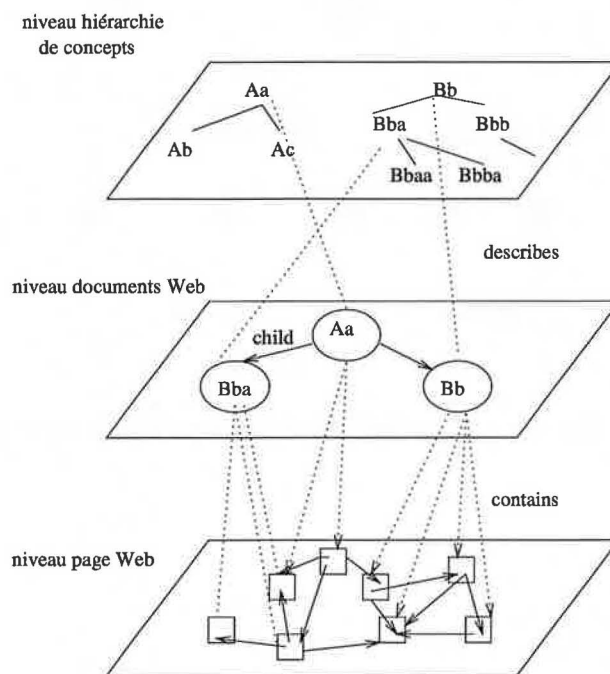 niveau hiérarchie
de concepts
Aa
Bb
Bba
Bbb
Ab
Ac
Bbaa
Bbba
describes
niveau documents Web
child
Aa
Bba
Bb
contains
niveau page Web